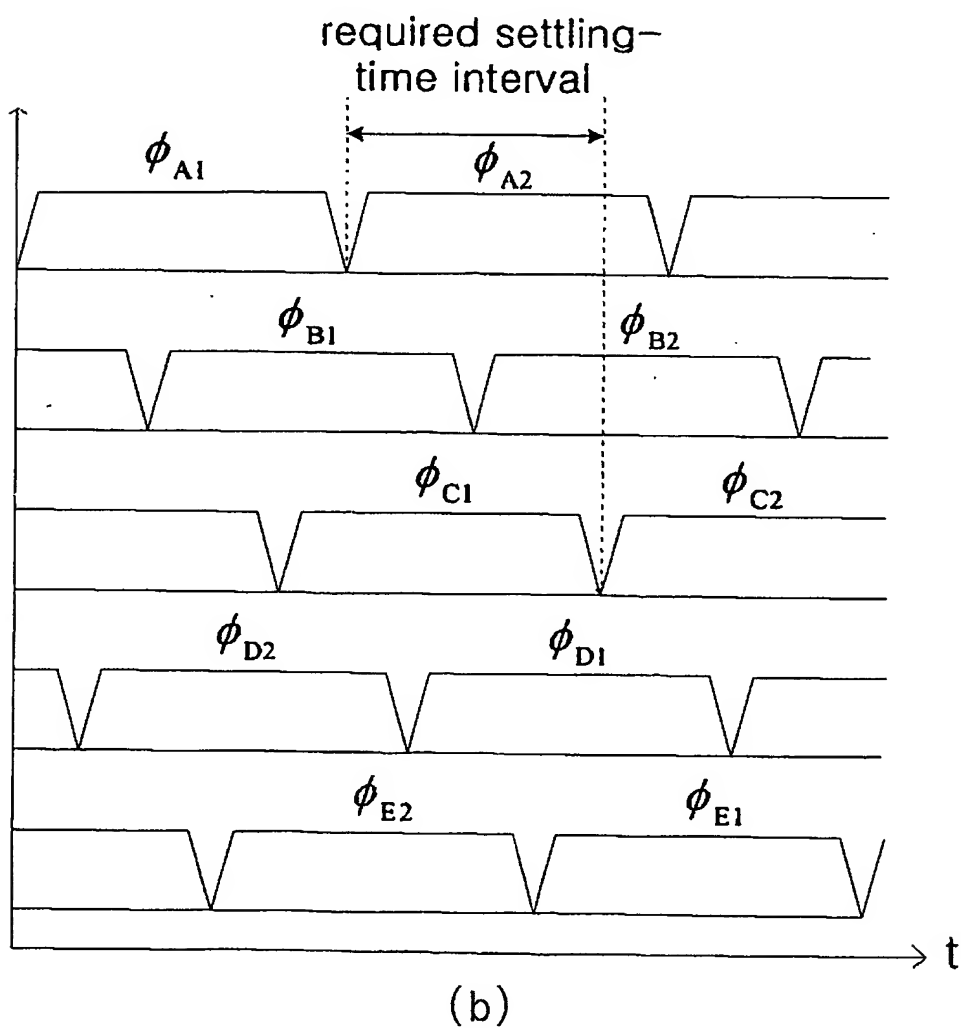 required settling-
time interval
ϕA1
ϕA2
ϕB1
ϕB2
ϕC1
ϕC2
ϕD2
ϕD1
ϕE2
ϕE1
t
(b)